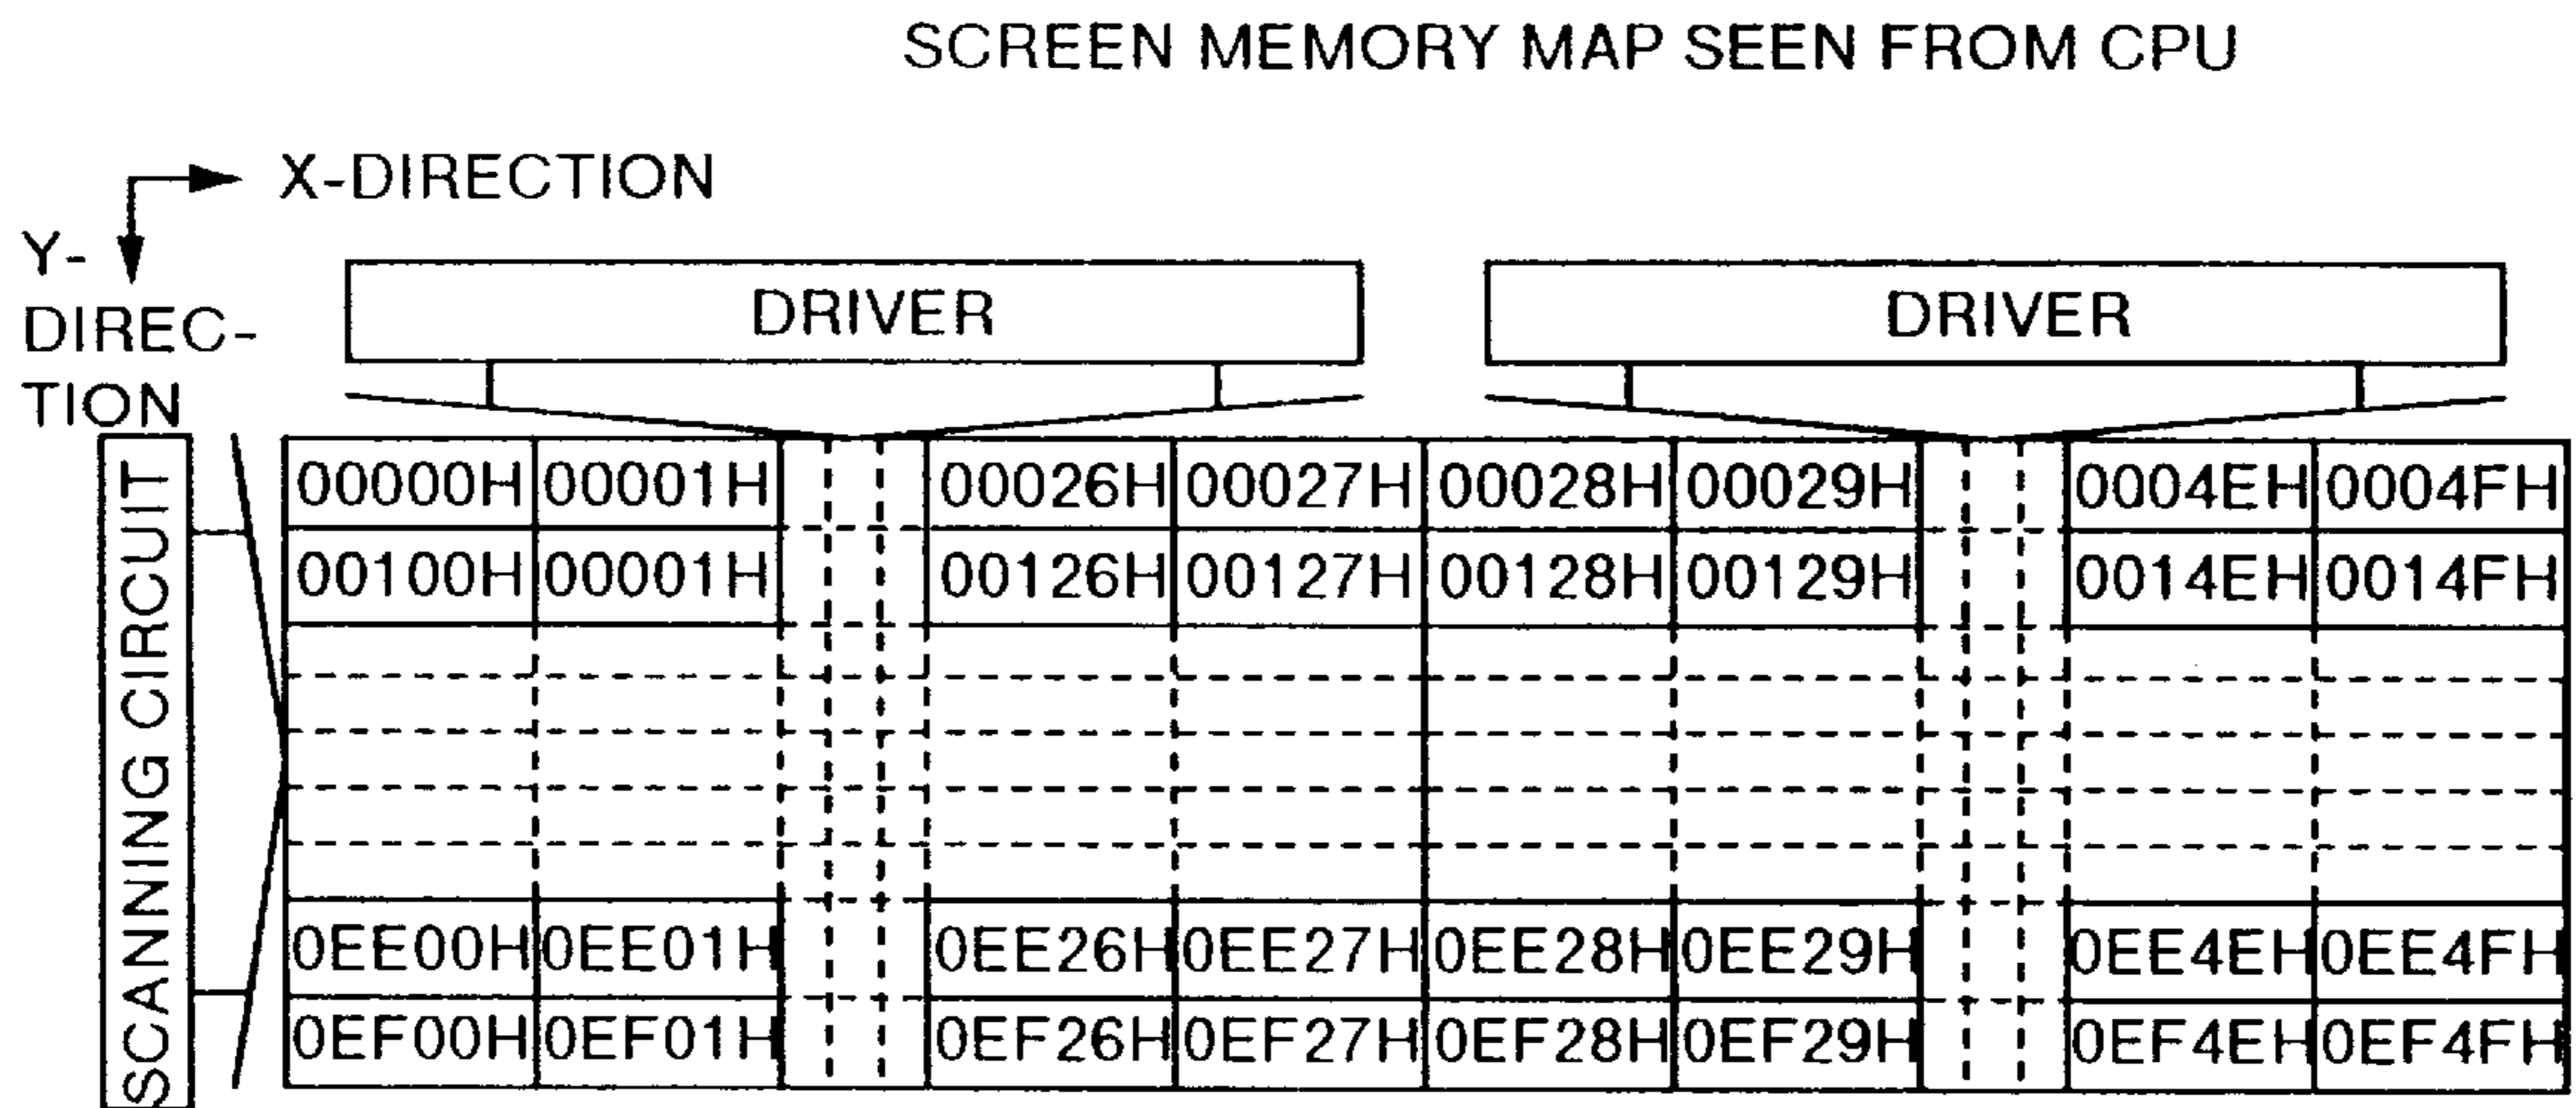 SCREEN MEMORY MAP SEEN FROM CPU
X-DIRECTION
Y-
DIREC-
TION
DRIVER DRIVER
SCANNING CIRCUIT
00000H 00001H 00026H 00027H 00028H 00029H 0004EH 0004FH
00100H 00001H 00126H 00127H 00128H 00129H 0014EH 0014FH
0EE00H 0EE01H 0EE26H 0EE27H 0EE28H 0EE29H 0EE4EH 0EE4FH
0EF00H 0EF01H 0EF26H 0EF27H 0EF28H 0EF29H 0EF4EH 0EF4FH